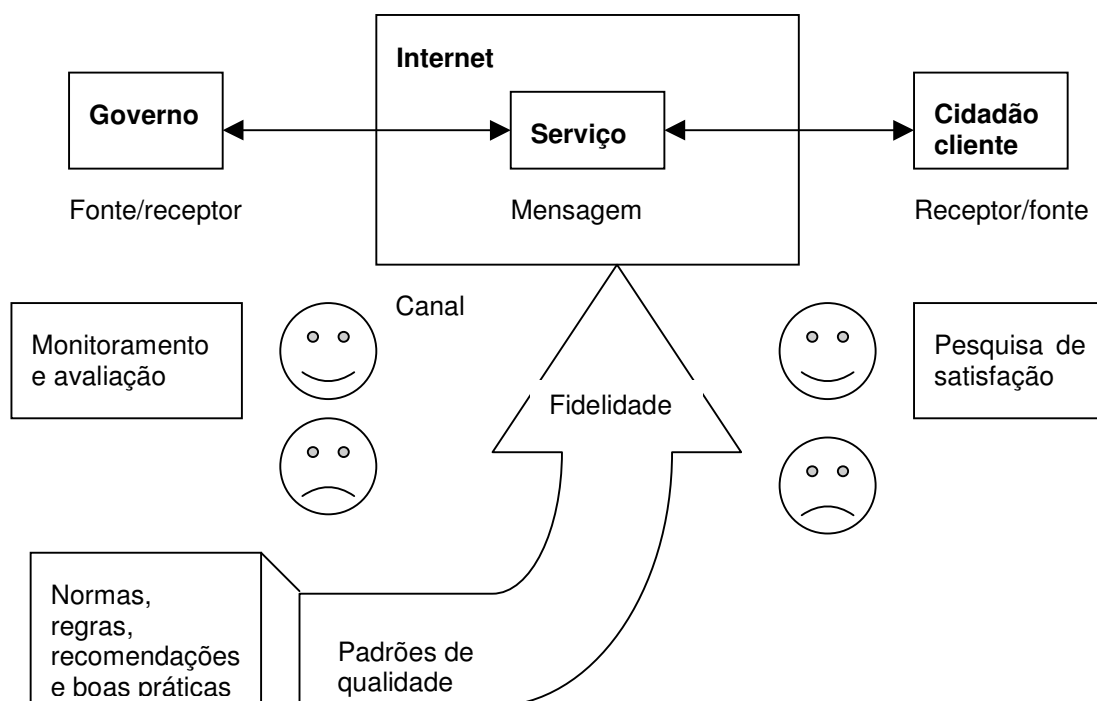 Internet
Governo
Serviço
Cidadão
cliente
Fonte/receptor
Mensagem
Receptor/fonte
Canal
Monitoramento
e avaliação
Pesquisa de
satisfação
Fidelidade
Normas,
regras,
recomendações
e boas práticas
Padrões de
qualidade